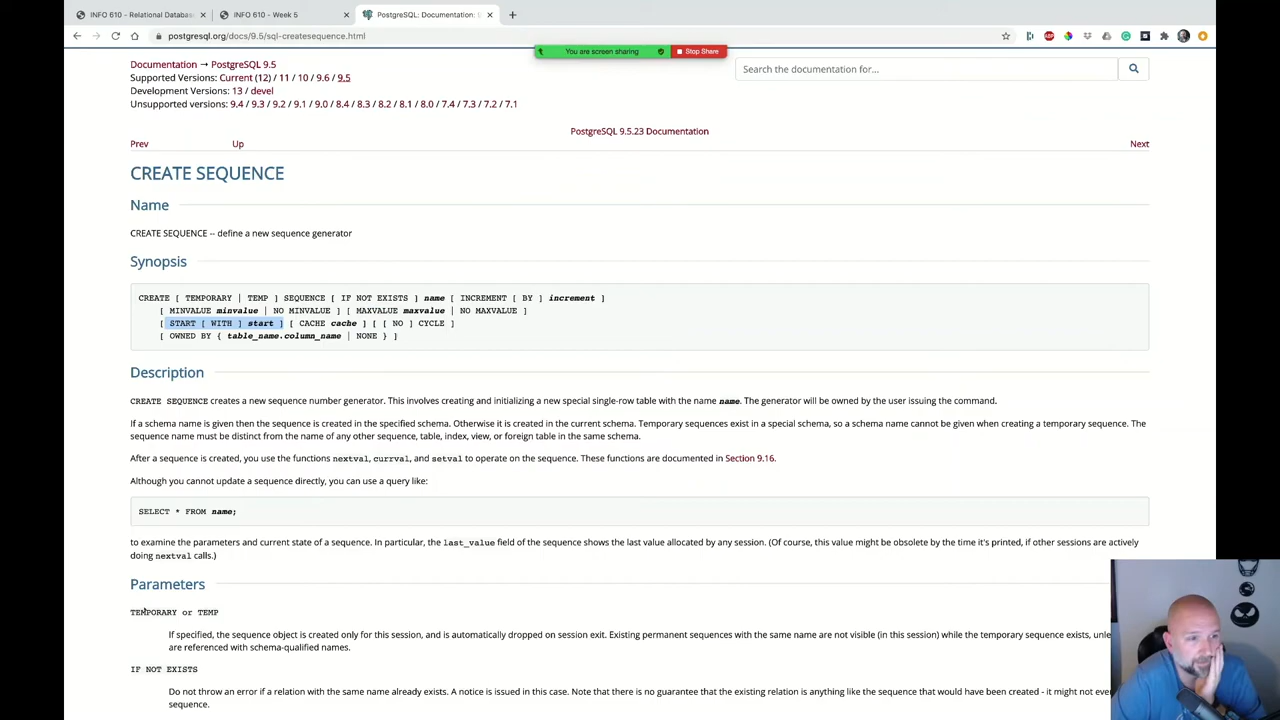 INFO 610 - Relational Databas
INFO 610 - Week 5
PostgreSQL: Documentation:
postgresql.org/docs/9.5/sql-createsequence.html
You are screen sharing
Stop Share
Documentation → PostgreSQL 9.5
Supported Versions: Current (12) / 11 / 10 / 9.6 / 9.5
Development Versions: 13 / devel
Unsupported versions: 9.4 / 9.3 / 9.2 / 9.1 / 9.0 / 8.4 / 8.3 / 8.2 / 8.1 / 8.0 / 7.4 / 7.3 / 7.2 / 7.1
Search the documentation for...
PostgreSQL 9.5.23 Documentation
Prev Up Next
CREATE SEQUENCE
Name
CREATE SEQUENCE -- define a new sequence generator
Synopsis
CREATE [ TEMPORARY | TEMP ] SEQUENCE [ IF NOT EXISTS ] name [ INCREMENT [ BY ] increment ]
[ MINVALUE minvalue | NO MINVALUE ] [ MAXVALUE maxvalue | NO MAXVALUE ]
[ START [ WITH ] start ] [ CACHE cache ] [ [ NO ] CYCLE ]
[ OWNED BY { table_name.column_name | NONE } ]
Description
CREATE SEQUENCE creates a new sequence number generator. This involves creating and initializing a new special single-row table with the name name. The generator will be owned by the user issuing the command.
If a schema name is given then the sequence is created in the specified schema. Otherwise it is created in the current schema. Temporary sequences exist in a special schema, so a schema name cannot be given when creating a temporary sequence. The
sequence name must be distinct from the name of any other sequence, table, index, view, or foreign table in the same schema.
After a sequence is created, you use the functions nextval, currval, and setval to operate on the sequence. These functions are documented in Section 9.16.
Although you cannot update a sequence directly, you can use a query like:
SELECT * FROM name;
to examine the parameters and current state of a sequence. In particular, the last_value field of the sequence shows the last value allocated by any session. (Of course, this value might be obsolete by the time it's printed, if other sessions are actively
doing nextval calls.)
Parameters
TEMPORARY or TEMP
If specified, the sequence object is created only for this session, and is automatically dropped on session exit. Existing permanent sequences with the same name are not visible (in this session) while the temporary sequence exists, unle
are referenced with schema-qualified names.
IF NOT EXISTS
Do not throw an error if a relation with the same name already exists. A notice is issued in this case. Note that there is no guarantee that the existing relation is anything like the sequence that would have been created - it might not eve
sequence.